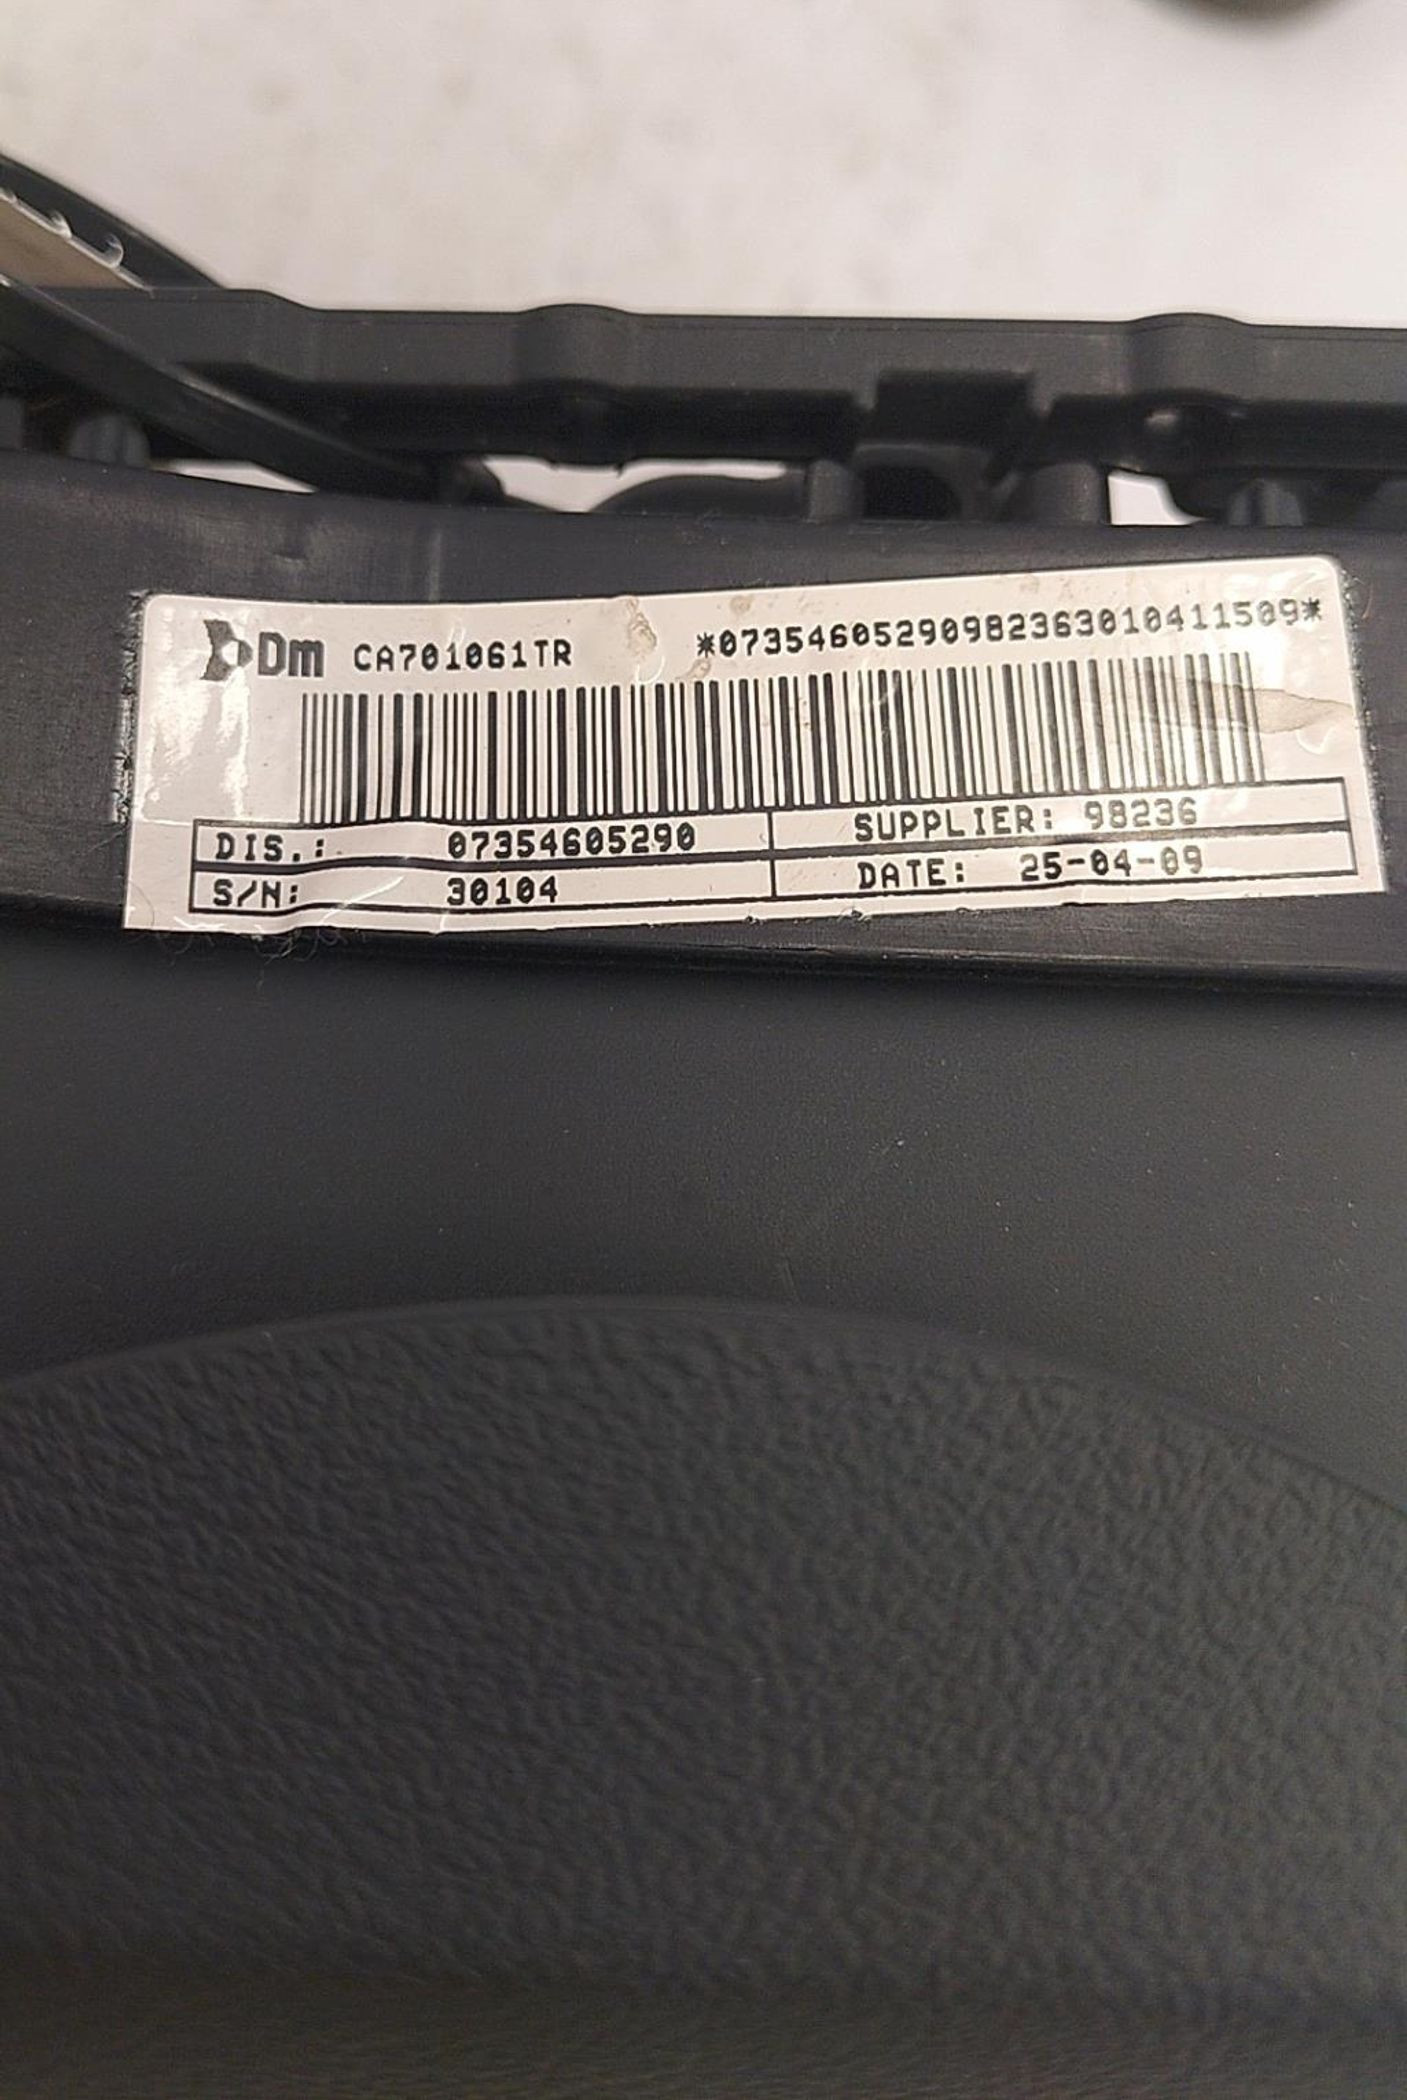 Dm CA701061TR *07354605290982363010411509*
DIS.: 07354605290 SUPPLIER: 98236
S/N: 30104 DATE: 25-04-09